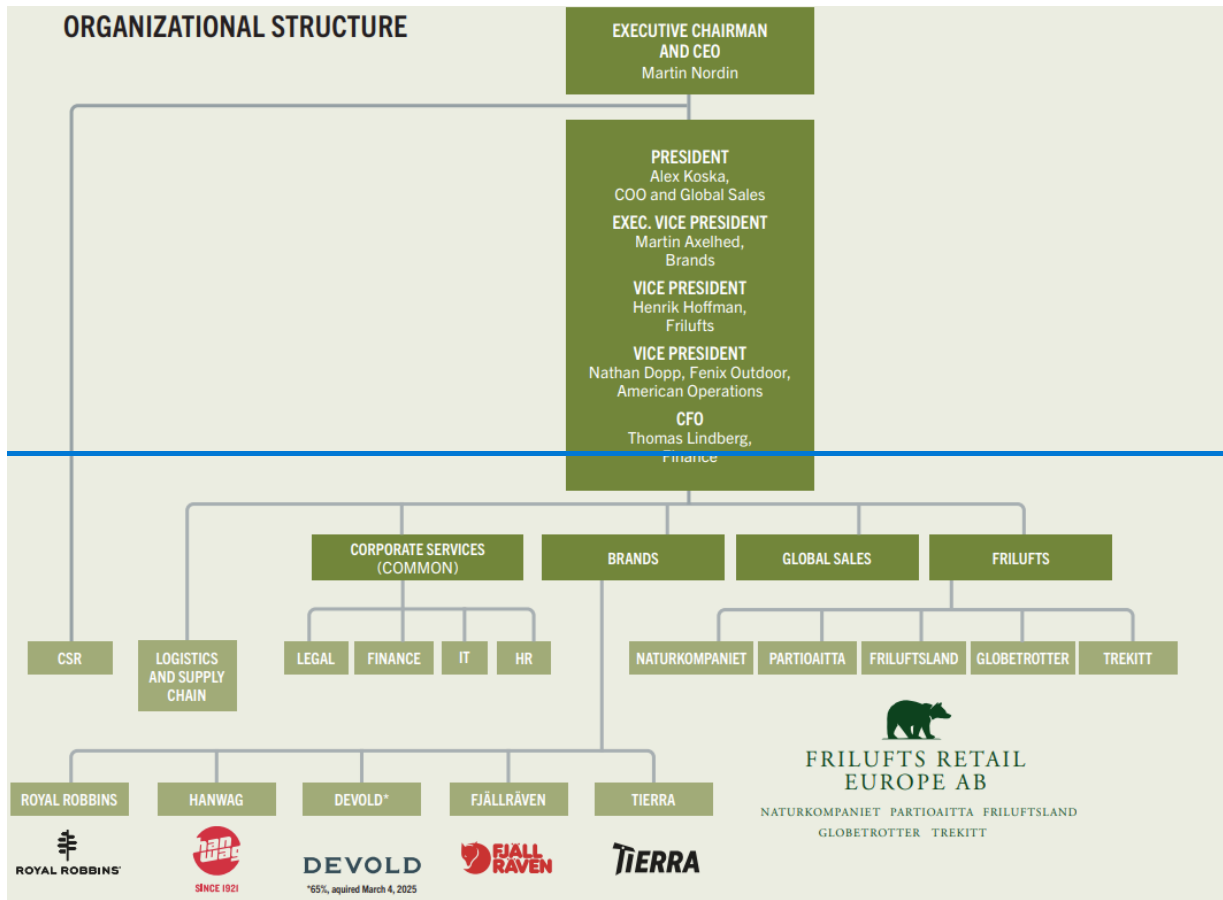 ORGANIZATIONAL STRUCTURE
EXECUTIVE CHAIRMAN
AND CEO
Martin Nordin
PRESIDENT
Alex Koska,
COO and Global Sales
EXEC. VICE PRESIDENT
Martin Axelhed,
Brands
VICE PRESIDENT
Henrik Hoffman,
Frilufts
VICE PRESIDENT
Nathan Dopp, Fenix Outdoor,
American Operations
CFO
Thomas Lindberg,
Finance
CORPORATE SERVICES
(COMMON)
BRANDS
GLOBAL SALES
FRILUFTS
CSR
LOGISTICS
AND SUPPLY
CHAIN
LEGAL
FINANCE
IT
HR
NATURKOMPANIET
PARTIOAITTA
FRILUFTSLAND
GLOBETROTTER
TREKITT
FRILUFTS RETAIL
EUROPE AB
NATURKOMPANIET PARTIOAITTA FRILUFTSLAND
GLOBETROTTER TREKITT
ROYAL ROBBINS
HANWAG
DEVOLD*
FJÄLLRÄVEN
TIERRA
ROYAL ROBBINS
han
wag
SINCE 1921
DEVOLD
*65%, aquired March 4, 2025
FJÄLL
RÄVEN
TIERRA